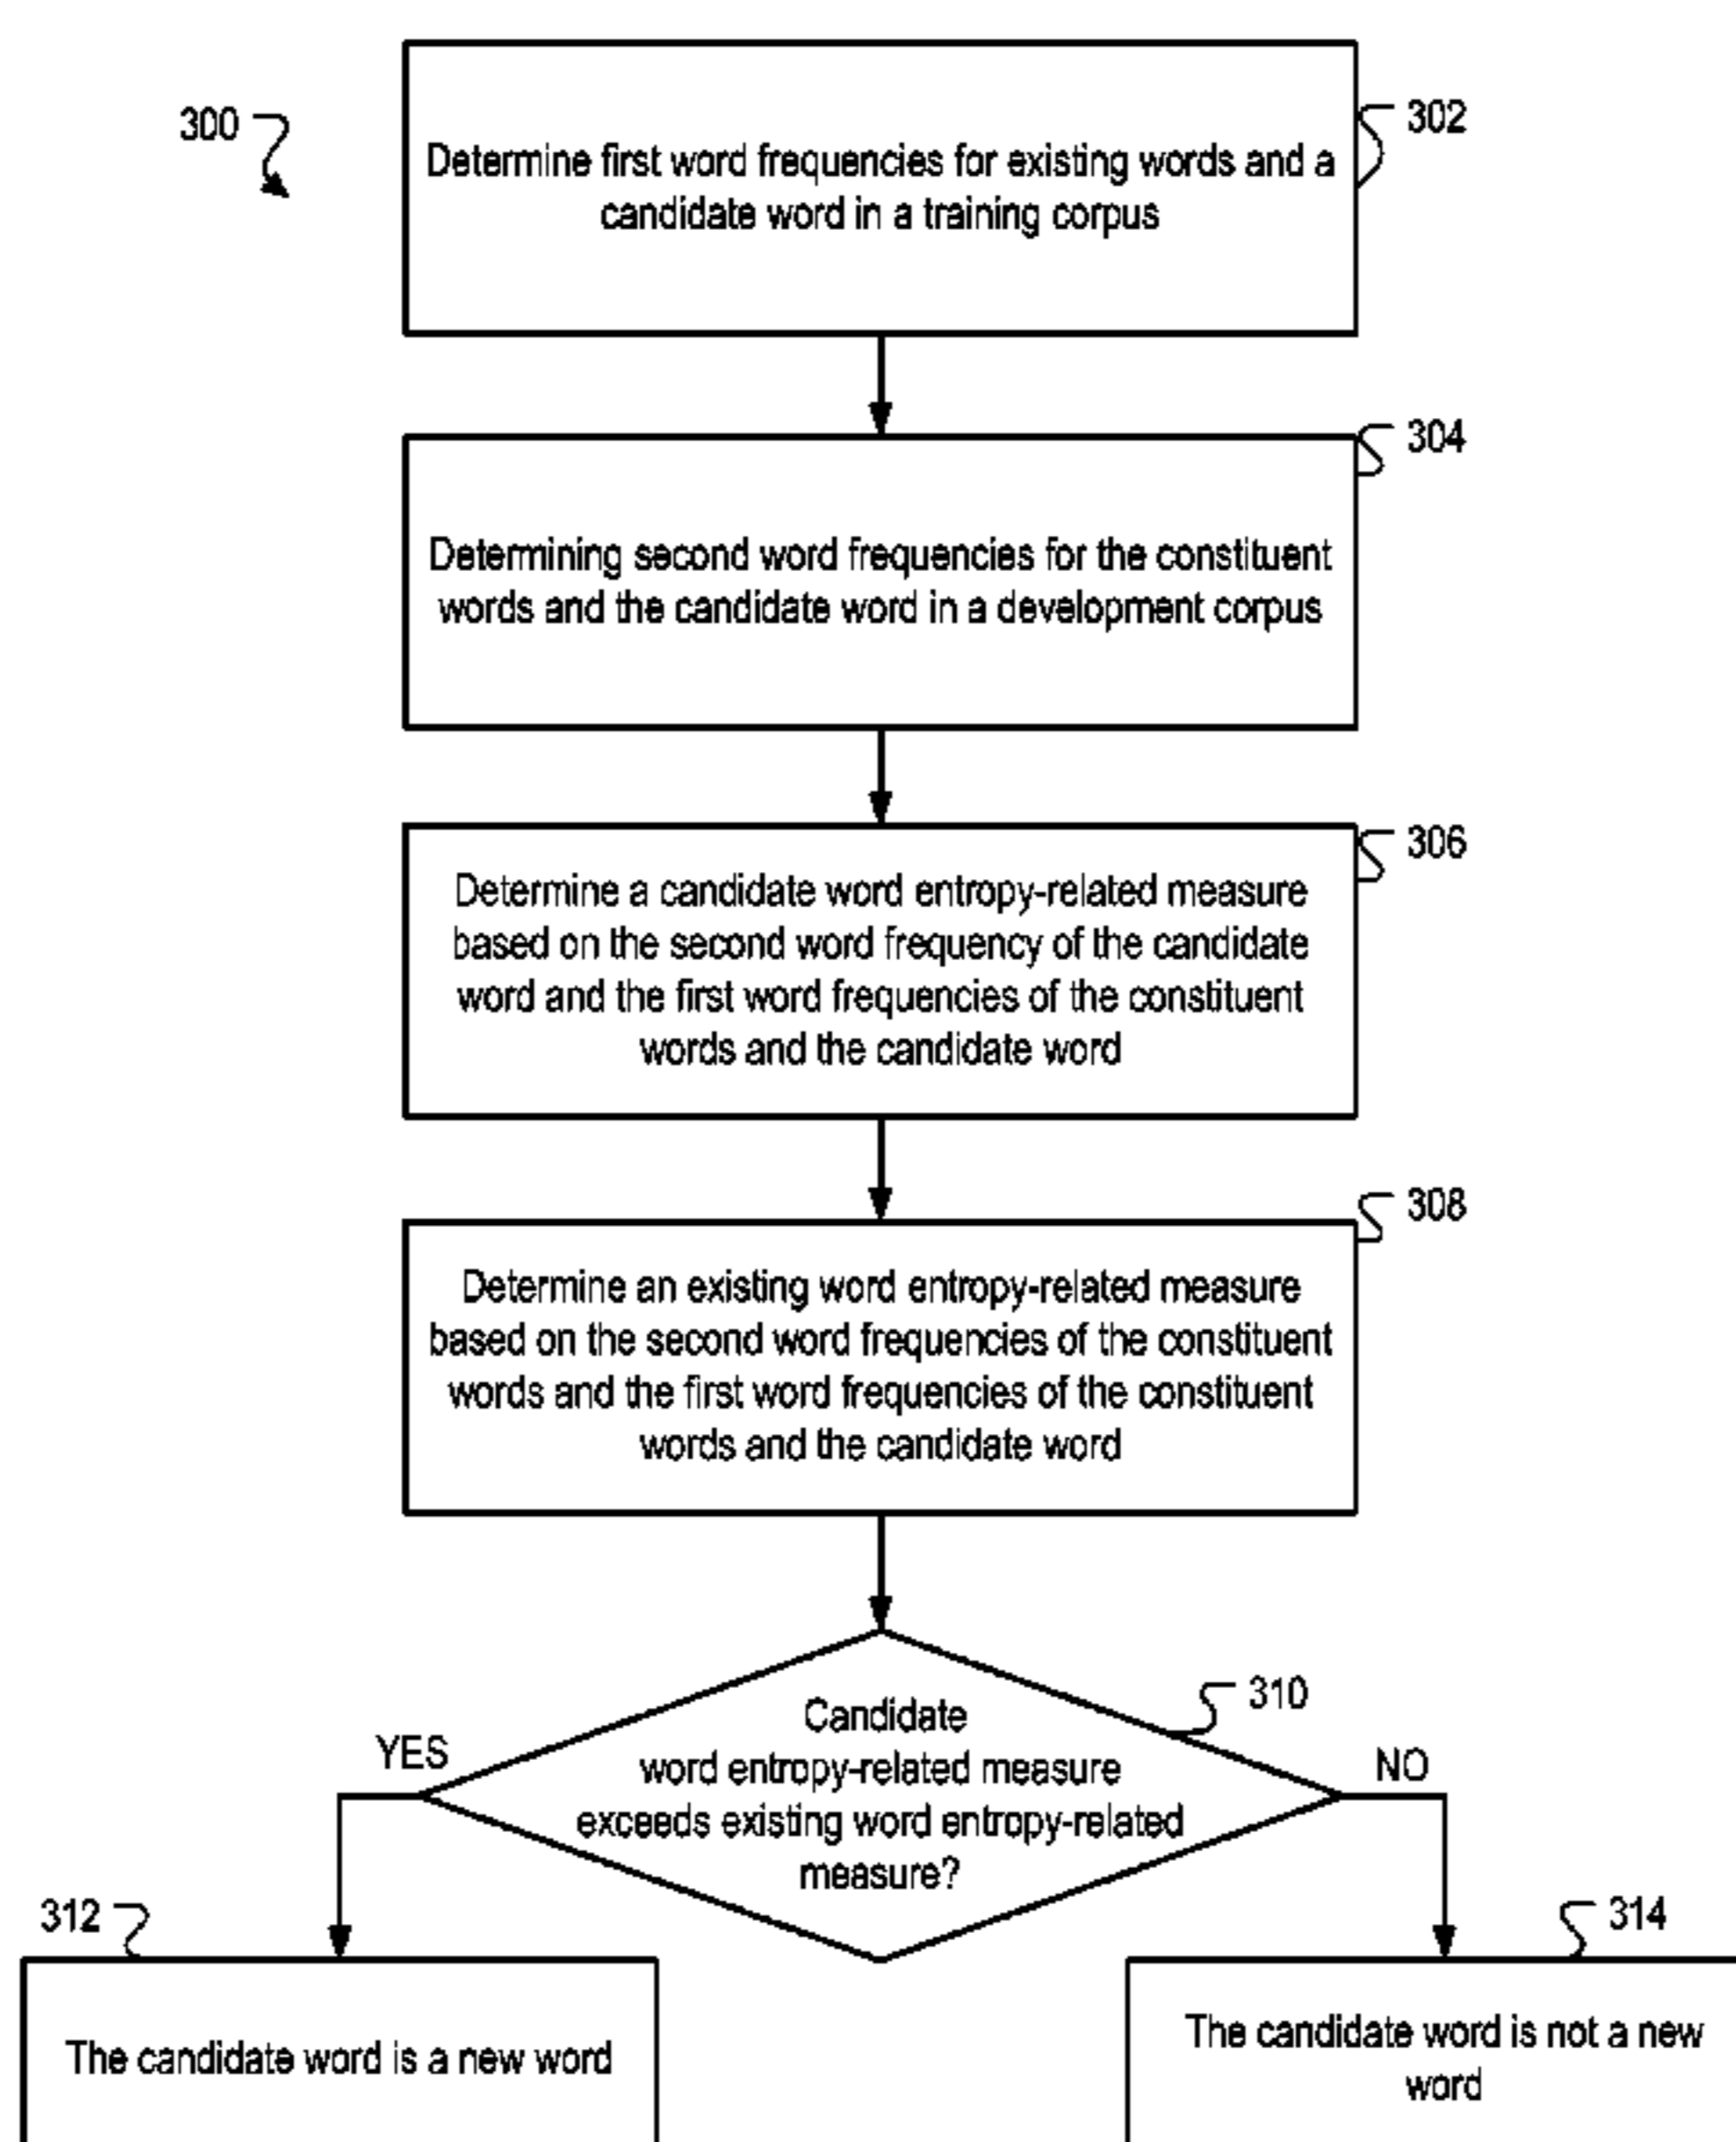 300
302
Determine first word frequencies for existing words and a
candidate word in a training corpus
304
Determining second word frequencies for the constituent
words and the candidate word in a development corpus
306
Determine a candidate word entropy-related measure
based on the second word frequency of the candidate
word and the first word frequencies of the constituent
words and the candidate word
308
Determine an existing word entropy-related measure
based on the second word frequencies of the constituent
words and the first word frequencies of the constituent
words and the candidate word
310
Candidate
word entropy-related measure
exceeds existing word entropy-related
measure?
YES
NO
312
The candidate word is a new word
314
The candidate word is not a new
word